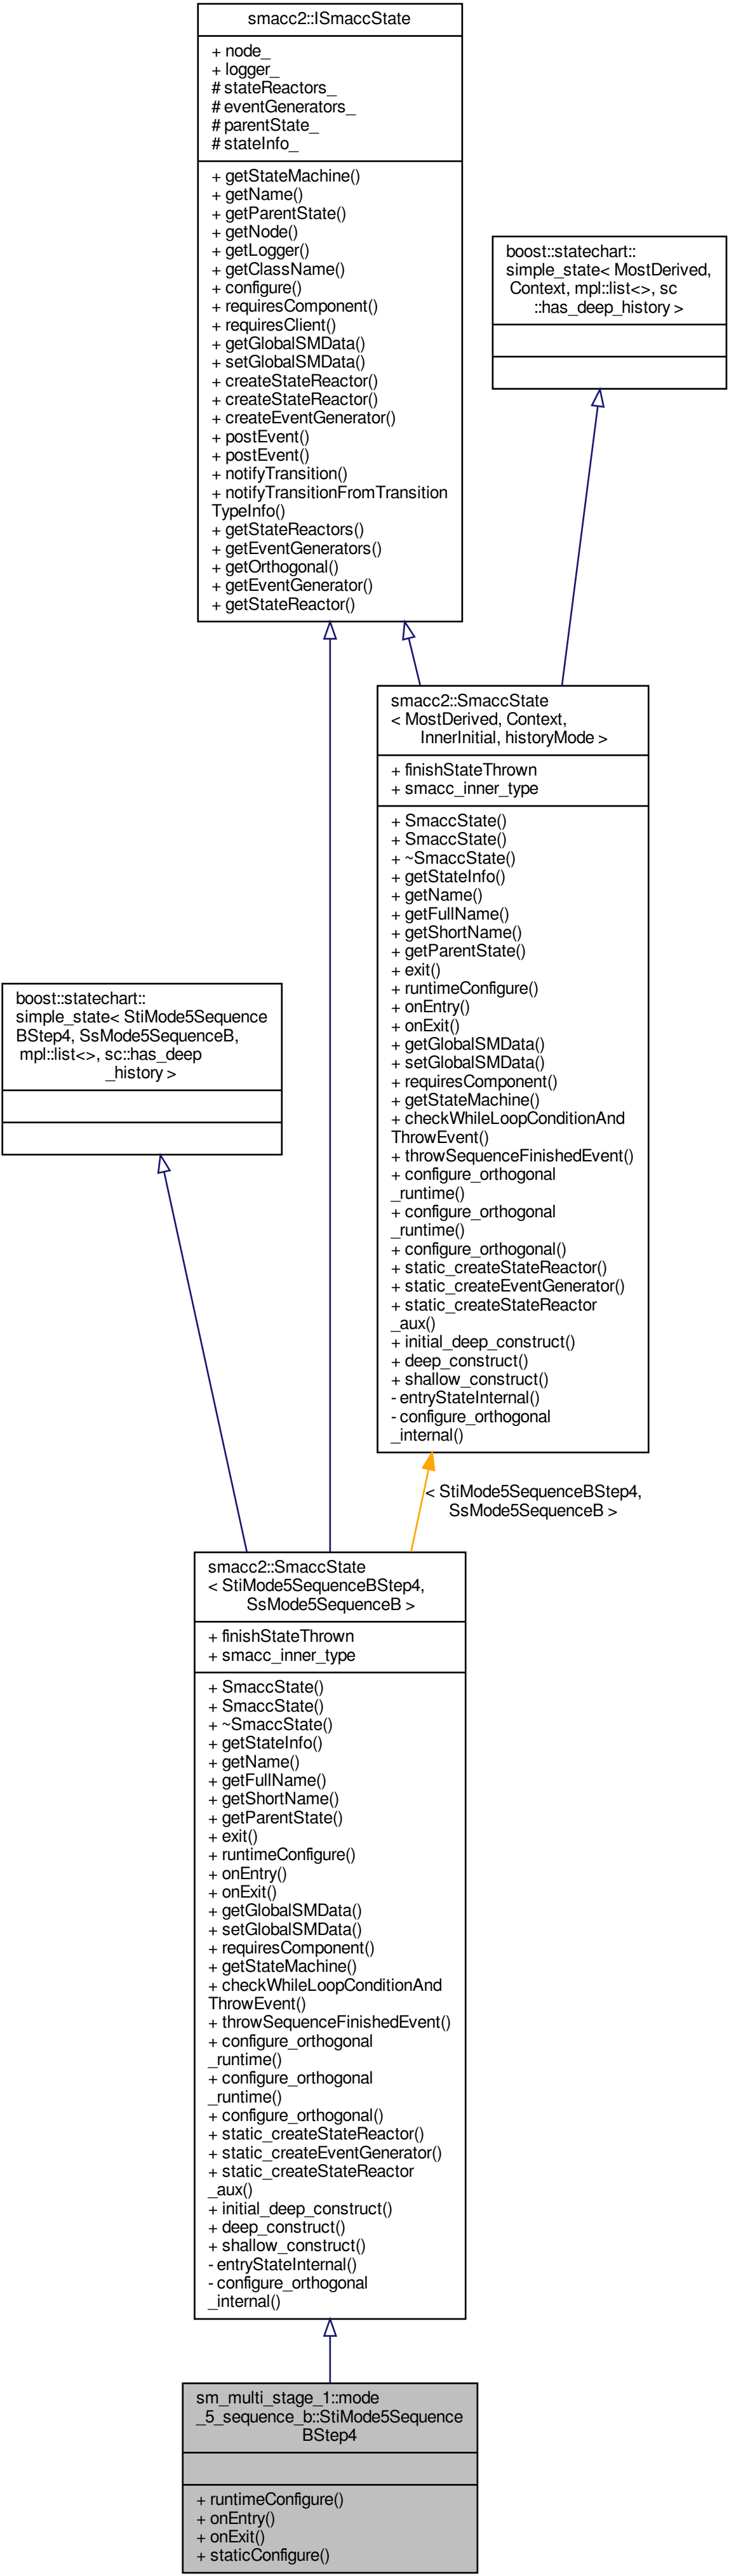 smacc2::ISmaccState
+ node_
+ logger_
# stateReactors_
# eventGenerators_
# parentState_
# stateInfo_
+ getStateMachine()
+ getName()
+ getParentState()
+ getNode()
+ getLogger()
+ getClassName()
+ configure()
+ requiresComponent()
+ requiresClient()
+ getGlobalSMData()
+ setGlobalSMData()
+ createStateReactor()
+ createStateReactor()
+ createEventGenerator()
+ postEvent()
+ postEvent()
+ notifyTransition()
+ notifyTransitionFromTransition
TypeInfo()
+ getStateReactors()
+ getEventGenerators()
+ getOrthogonal()
+ getEventGenerator()
+ getStateReactor()
boost::statechart::
simple_state< MostDerived,
Context, mpl::list<>, sc
::has_deep_history >
smacc2::SmaccState
< MostDerived, Context,
InnerInitial, historyMode >
+ finishStateThrown
+ smacc_inner_type
+ SmaccState()
+ SmaccState()
+ ~SmaccState()
+ getStateInfo()
+ getName()
+ getFullName()
+ getShortName()
+ getParentState()
+ exit()
+ runtimeConfigure()
+ onEntry()
+ onExit()
+ getGlobalSMData()
+ setGlobalSMData()
+ requiresComponent()
+ getStateMachine()
+ checkWhileLoopConditionAnd
ThrowEvent()
+ throwSequenceFinishedEvent()
+ configure_orthogonal
_runtime()
+ configure_orthogonal
_runtime()
+ configure_orthogonal()
+ static_createStateReactor()
+ static_createEventGenerator()
+ static_createStateReactor
_aux()
+ initial_deep_construct()
+ deep_construct()
+ shallow_construct()
- entryStateInternal()
- configure_orthogonal
_internal()
boost::statechart::
simple_state< StiMode5Sequence
BStep4, SsMode5SequenceB,
mpl::list<>, sc::has_deep
_history >
< StiMode5SequenceBStep4,
SsMode5SequenceB >
smacc2::SmaccState
< StiMode5SequenceBStep4,
SsMode5SequenceB >
+ finishStateThrown
+ smacc_inner_type
+ SmaccState()
+ SmaccState()
+ ~SmaccState()
+ getStateInfo()
+ getName()
+ getFullName()
+ getShortName()
+ getParentState()
+ exit()
+ runtimeConfigure()
+ onEntry()
+ onExit()
+ getGlobalSMData()
+ setGlobalSMData()
+ requiresComponent()
+ getStateMachine()
+ checkWhileLoopConditionAnd
ThrowEvent()
+ throwSequenceFinishedEvent()
+ configure_orthogonal
_runtime()
+ configure_orthogonal
_runtime()
+ configure_orthogonal()
+ static_createStateReactor()
+ static_createEventGenerator()
+ static_createStateReactor
_aux()
+ initial_deep_construct()
+ deep_construct()
+ shallow_construct()
- entryStateInternal()
- configure_orthogonal
_internal()
sm_multi_stage_1::mode
_5_sequence_b::StiMode5Sequence
BStep4
+ runtimeConfigure()
+ onEntry()
+ onExit()
+ staticConfigure()